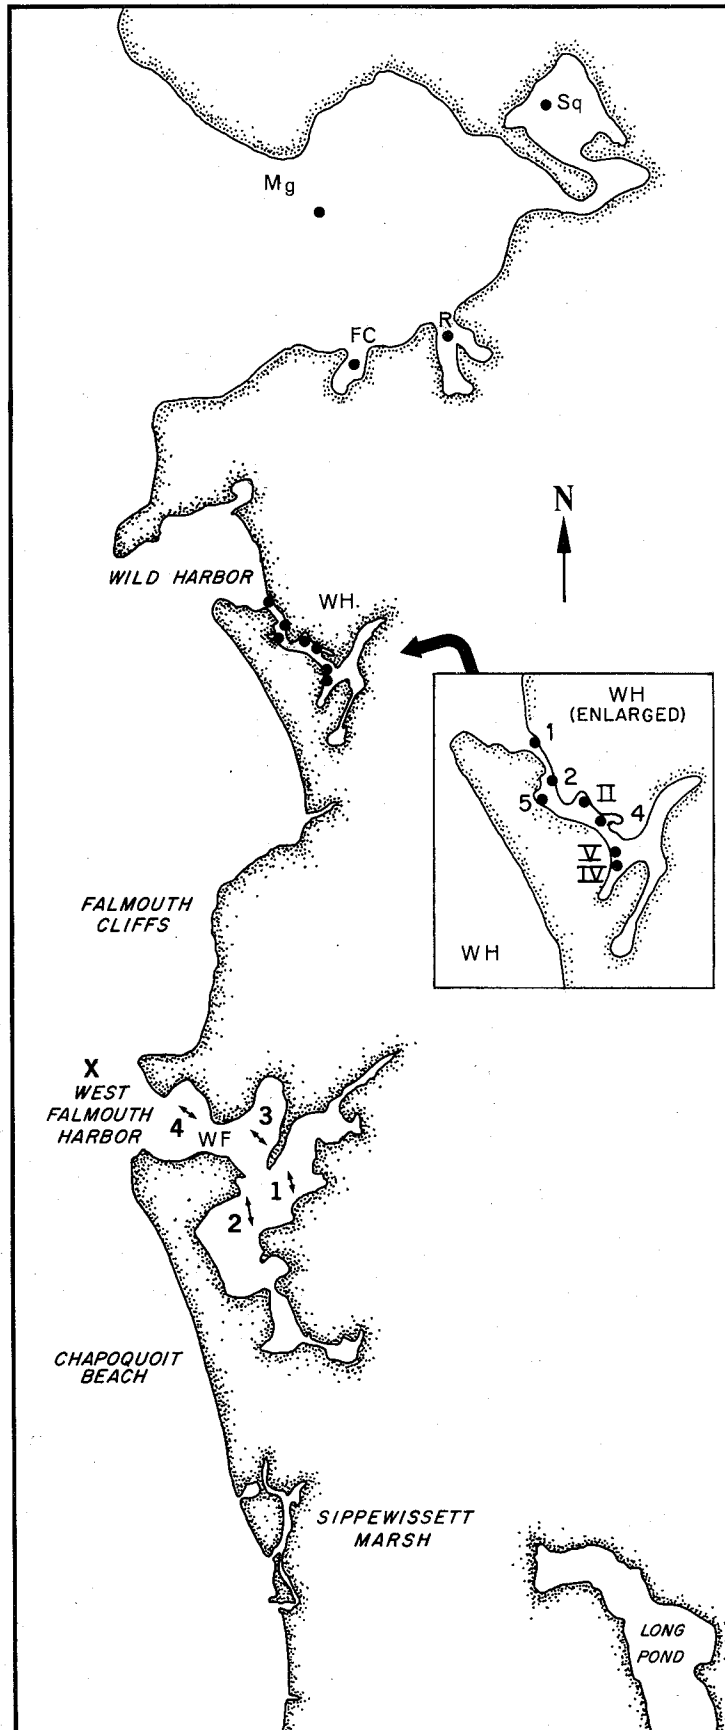 Sq
Mg
R
FC
N
WILD HARBOR
WH
WH
(ENLARGED)
1
2
II
5
4
V
IV
WH
FALMOUTH
CLIFFS
X
WEST
FALMOUTH
HARBOR
4
WF
3
1
2
CHAPOQUOIT
BEACH
SIPPEWISSETT
MARSH
LONG
POND